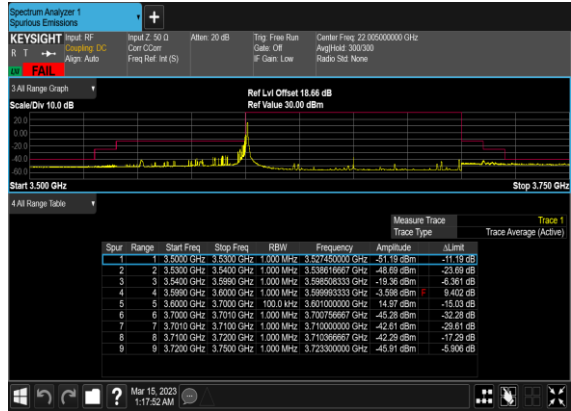 Spectrum Analyzer 1
Spurious Emissions
KEYSIGHT Input: RF Input Z: 50 Ω Atten: 20 dB Trig: Free Run Center Freq: 22.005000000 GHz
R T Coupling: DC Corr CCorr Gate: Off Avg|Hold: 300/300
Align: Auto Freq Ref: Int (S) IF Gain: Low Radio Std: None
LV FAIL
3 All Range Graph
Ref Lvl Offset 18.66 dB
Scale/Div 10.0 dB Ref Value 30.00 dBm
20.0
0.00
-20.0
-40.0
-60.0
Start 3.500 GHz Stop 3.750 GHz
4 All Range Table
Measure Trace Trace 1
Trace Type Trace Average (Active)
Spur Range Start Freq Stop Freq RBW Frequency Amplitude ΔLimit
1 1 3.5000 GHz 3.5300 GHz 1.000 MHz 3.527450000 GHz -51.19 dBm -11.19 dB
2 2 3.5300 GHz 3.5400 GHz 1.000 MHz 3.538616667 GHz -48.69 dBm -23.69 dB
3 3 3.5400 GHz 3.5990 GHz 1.000 MHz 3.598508333 GHz -19.36 dBm -6.361 dB
4 4 3.5990 GHz 3.6000 GHz 1.000 MHz 3.599993333 GHz -3.598 dBm F 9.402 dB
5 5 3.6000 GHz 3.7000 GHz 100.0 kHz 3.601000000 GHz 14.97 dBm -15.03 dB
6 6 3.7000 GHz 3.7010 GHz 1.000 MHz 3.700756667 GHz -45.28 dBm -32.28 dB
7 7 3.7010 GHz 3.7100 GHz 1.000 MHz 3.710000000 GHz -42.61 dBm -29.61 dB
8 8 3.7100 GHz 3.7200 GHz 1.000 MHz 3.710366667 GHz -42.29 dBm -17.29 dB
9 9 3.7200 GHz 3.7500 GHz 1.000 MHz 3.723300000 GHz -45.91 dBm -5.906 dB
Mar 15, 2023
1:17:52 AM